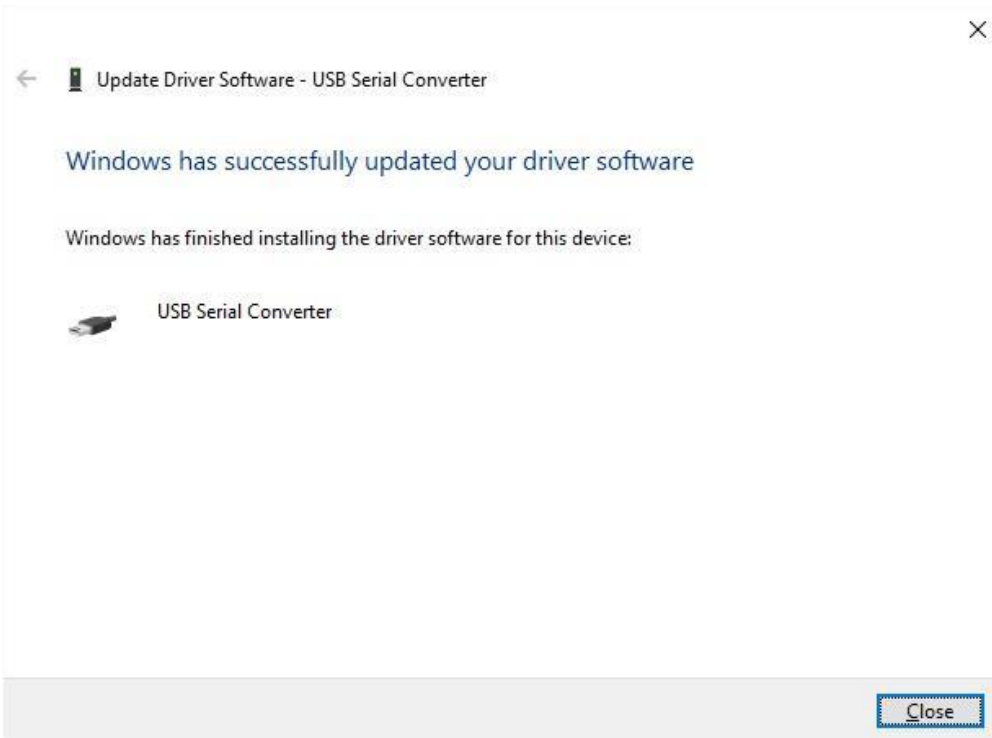 Update Driver Software - USB Serial Converter
Windows has successfully updated your driver software
Windows has finished installing the driver software for this device:
USB Serial Converter
Close